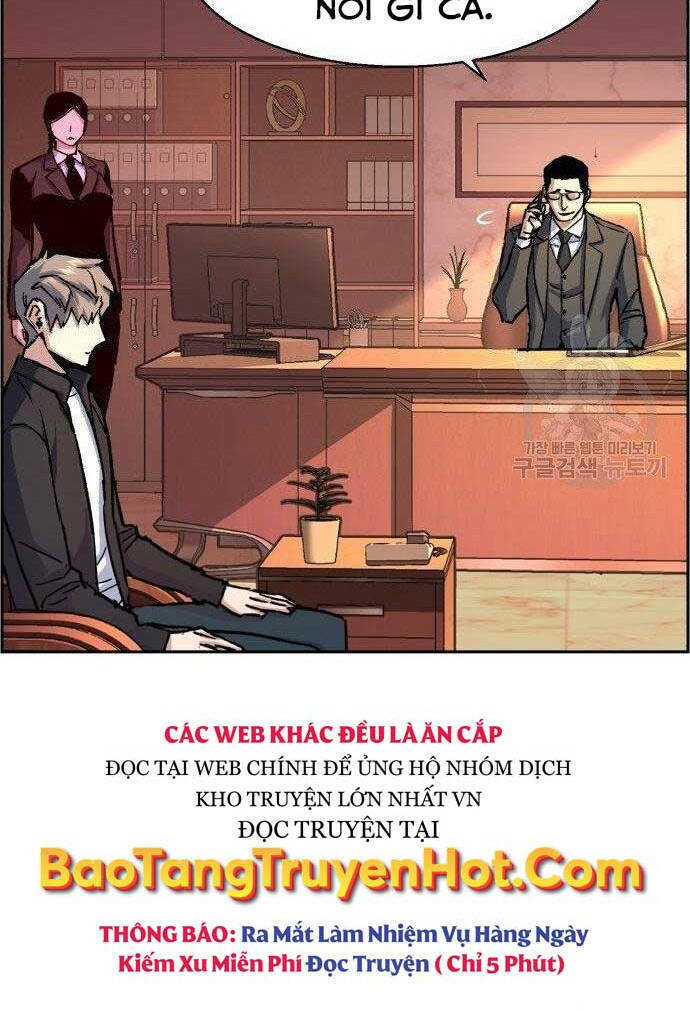 NÓI GÌ CẢ.
가장 빠른 웹툰 미리보기
구글검색 뉴토끼
CÁC WEB KHÁC ĐỀU LÀ ĂN CẮP
ĐỌC TẠI WEB CHÍNH ĐỂ ỦNG HỘ NHÓM DỊCH
KHO TRUYỆN LỚN NHẤT VN
ĐỌC TRUYỆN TẠI
BaoTangTruyenHot.Com
THÔNG BÁO: Ra Mắt Làm Nhiệm Vụ Hàng Ngày
Kiếm Xu Miễn Phí Đọc Truyện ( Chỉ 5 Phút)